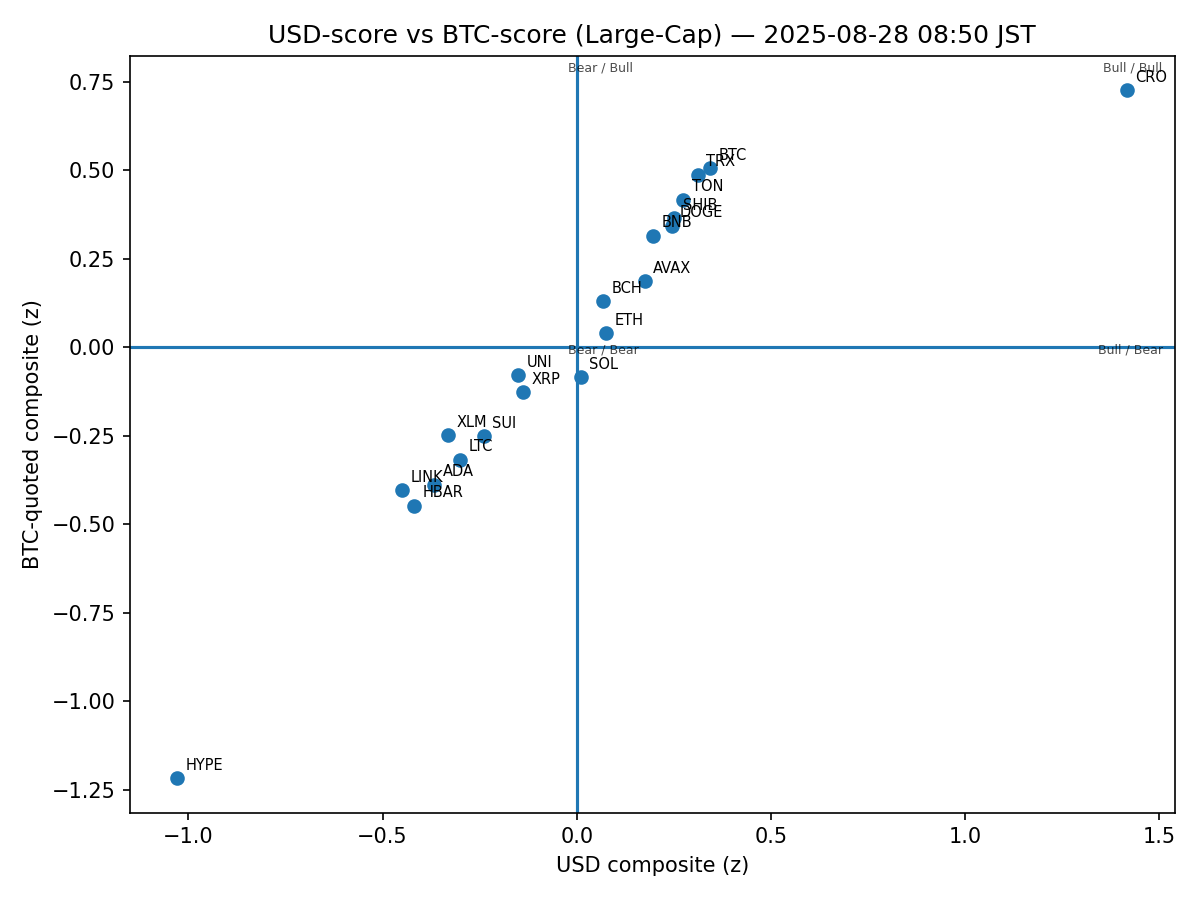 USD-score vs BTC-score (Large-Cap) — 2025-08-28 08:50 JST
Bear / Bull
Bull / Bull
CRO
BTC
TRX
TON
SHIB
DOGE
BNB
AVAX
BCH
ETH
Bear / Bear
Bull / Bear
UNI
SOL
XRP
XLM
SUI
LTC
ADA
LINK
HBAR
HYPE
0.75
0.50
0.25
0.00
−0.25
−0.50
−0.75
−1.00
−1.25
BTC-quoted composite (z)
−1.0
−0.5
0.0
0.5
1.0
1.5
USD composite (z)